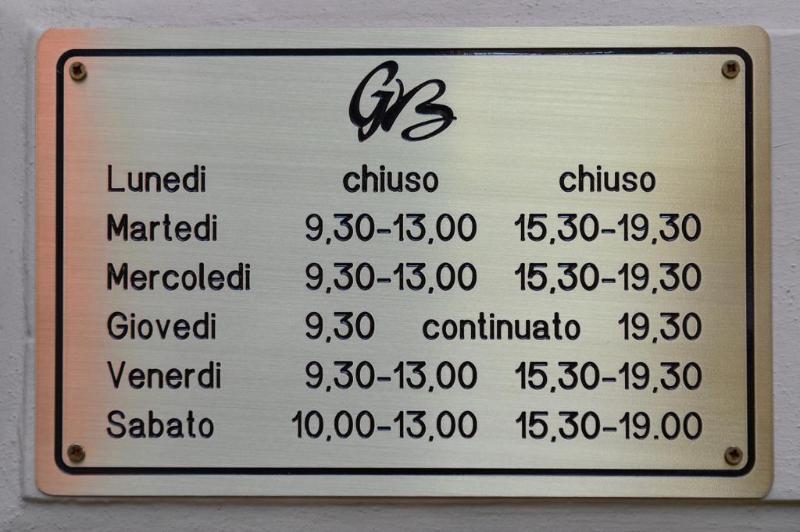 GB
Lunedi chiuso chiuso
Martedi 9,30-13,00 15,30-19,30
Mercoledi 9,30-13,00 15,30-19,30
Giovedi 9,30 continuato 19,30
Venerdi 9,30-13,00 15,30-19,30
Sabato 10,00-13,00 15,30-19.00